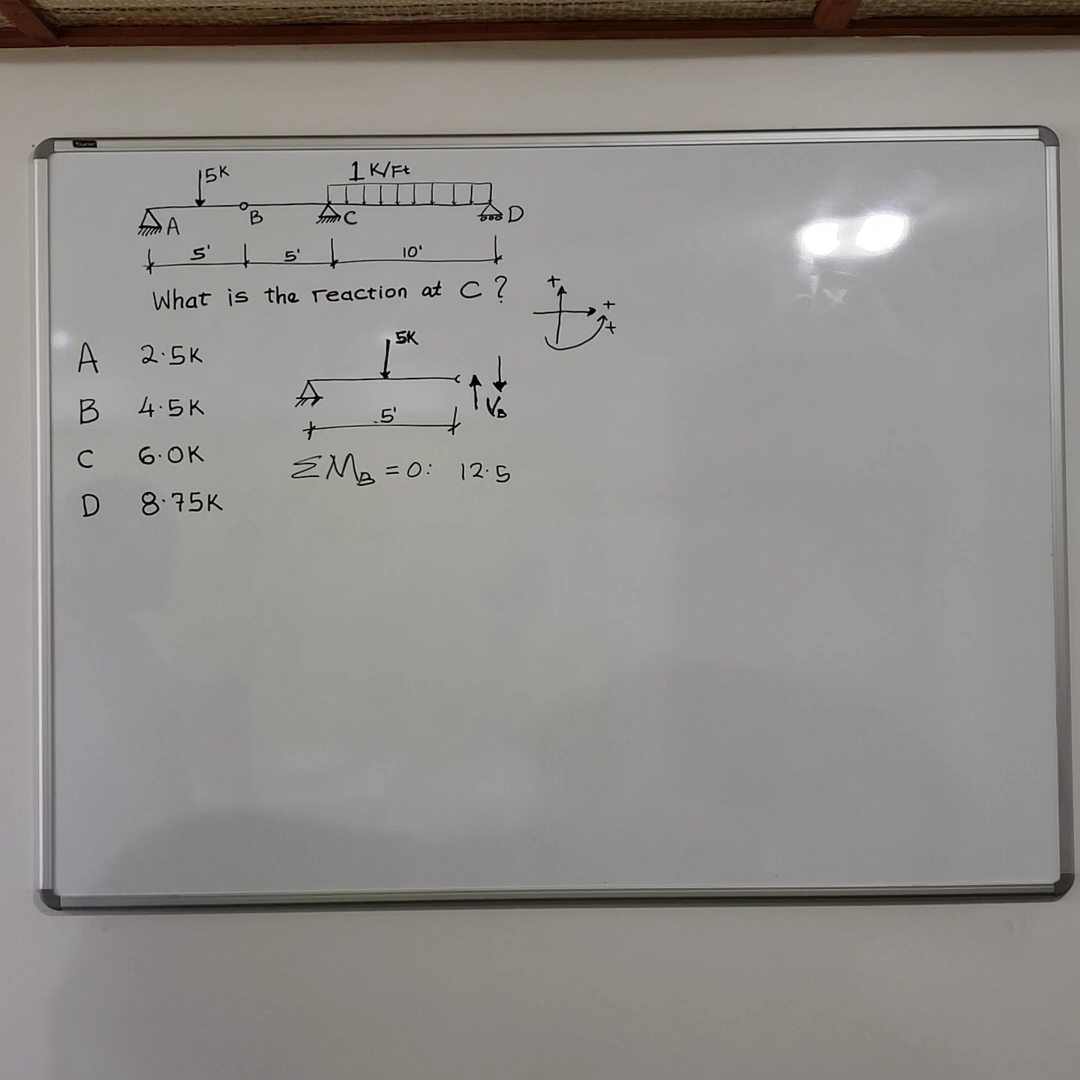 5K
1 K/Ft
A
B
C
D
5'
5'
10'
What is the reaction at C?
+
+
+
A 2.5K
B 4.5K
C 6.0K
D 8.75K
5K
V_B
.5'
ΣM_B = 0: 12.5